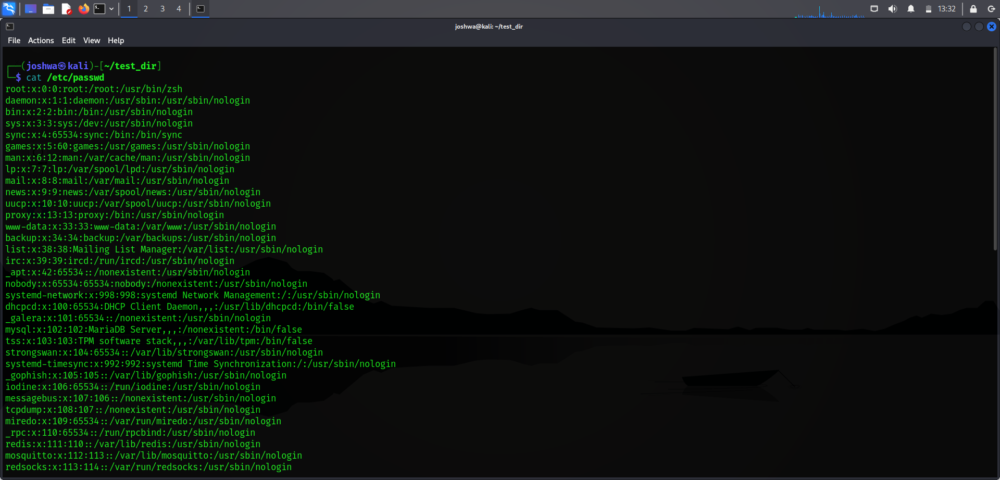 1 2 3 4 13:32
joshwa@kali: ~/test_dir
File Actions Edit View Help
┌──(joshwa㉿kali)-[~/test_dir]
└─$ cat /etc/passwd
root:x:0:0:root:/root:/usr/bin/zsh
daemon:x:1:1:daemon:/usr/sbin:/usr/sbin/nologin
bin:x:2:2:bin:/bin:/usr/sbin/nologin
sys:x:3:3:sys:/dev:/usr/sbin/nologin
sync:x:4:65534:sync:/bin:/bin/sync
games:x:5:60:games:/usr/games:/usr/sbin/nologin
man:x:6:12:man:/var/cache/man:/usr/sbin/nologin
lp:x:7:7:lp:/var/spool/lpd:/usr/sbin/nologin
mail:x:8:8:mail:/var/mail:/usr/sbin/nologin
news:x:9:9:news:/var/spool/news:/usr/sbin/nologin
uucp:x:10:10:uucp:/var/spool/uucp:/usr/sbin/nologin
proxy:x:13:13:proxy:/bin:/usr/sbin/nologin
www-data:x:33:33:www-data:/var/www:/usr/sbin/nologin
backup:x:34:34:backup:/var/backups:/usr/sbin/nologin
list:x:38:38:Mailing List Manager:/var/list:/usr/sbin/nologin
irc:x:39:39:ircd:/run/ircd:/usr/sbin/nologin
_apt:x:42:65534::/nonexistent:/usr/sbin/nologin
nobody:x:65534:65534:nobody:/nonexistent:/usr/sbin/nologin
systemd-network:x:998:998:systemd Network Management:/:/usr/sbin/nologin
dhcpcd:x:100:65534:DHCP Client Daemon,,,:/usr/lib/dhcpcd:/bin/false
_galera:x:101:65534::/nonexistent:/usr/sbin/nologin
mysql:x:102:102:MariaDB Server,,,:/nonexistent:/bin/false
tss:x:103:103:TPM software stack,,,:/var/lib/tpm:/bin/false
strongswan:x:104:65534::/var/lib/strongswan:/usr/sbin/nologin
systemd-timesync:x:992:992:systemd Time Synchronization:/:/usr/sbin/nologin
_gophish:x:105:105::/var/lib/gophish:/usr/sbin/nologin
iodine:x:106:65534::/run/iodine:/usr/sbin/nologin
messagebus:x:107:106::/nonexistent:/usr/sbin/nologin
tcpdump:x:108:107::/nonexistent:/usr/sbin/nologin
miredo:x:109:65534::/var/run/miredo:/usr/sbin/nologin
_rpc:x:110:65534::/run/rpcbind:/usr/sbin/nologin
redis:x:111:110::/var/lib/redis:/usr/sbin/nologin
mosquitto:x:112:113::/var/lib/mosquitto:/usr/sbin/nologin
redsocks:x:113:114::/var/run/redsocks:/usr/sbin/nologin